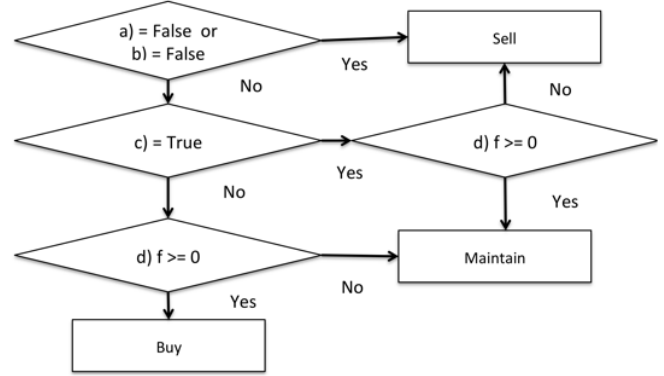 a) = False or
b) = False
Yes
Sell
No
No
c) = True
Yes
d) f >= 0
No
Yes
d) f >= 0
No
Maintain
Yes
Buy